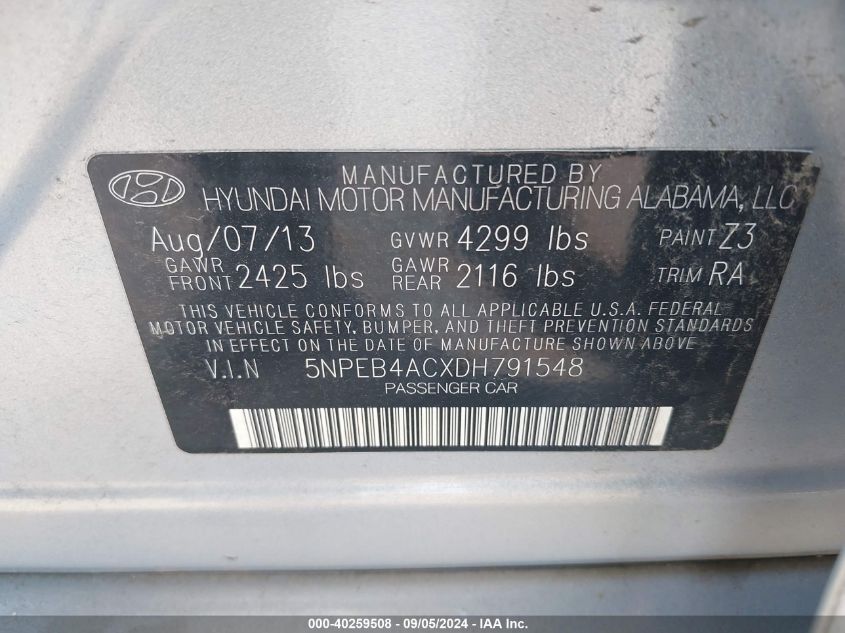 MANUFACTURED BY
HYUNDAI MOTOR MANUFACTURING ALABAMA, LLC
Aug/07/13 GVWR 4299 lbs PAINT Z3
GAWR FRONT 2425 lbs GAWR REAR 2116 lbs TRIM RA
THIS VEHICLE CONFORMS TO ALL APPLICABLE U.S.A. FEDERAL
MOTOR VEHICLE SAFETY, BUMPER, AND THEFT PREVENTION STANDARDS
IN EFFECT ON THE DATE OF MANUFACTURE SHOWN ABOVE.
V.I.N 5NPEB4ACXDH791548
PASSENGER CAR
000-40259508 - 09/05/2024 - IAA Inc.